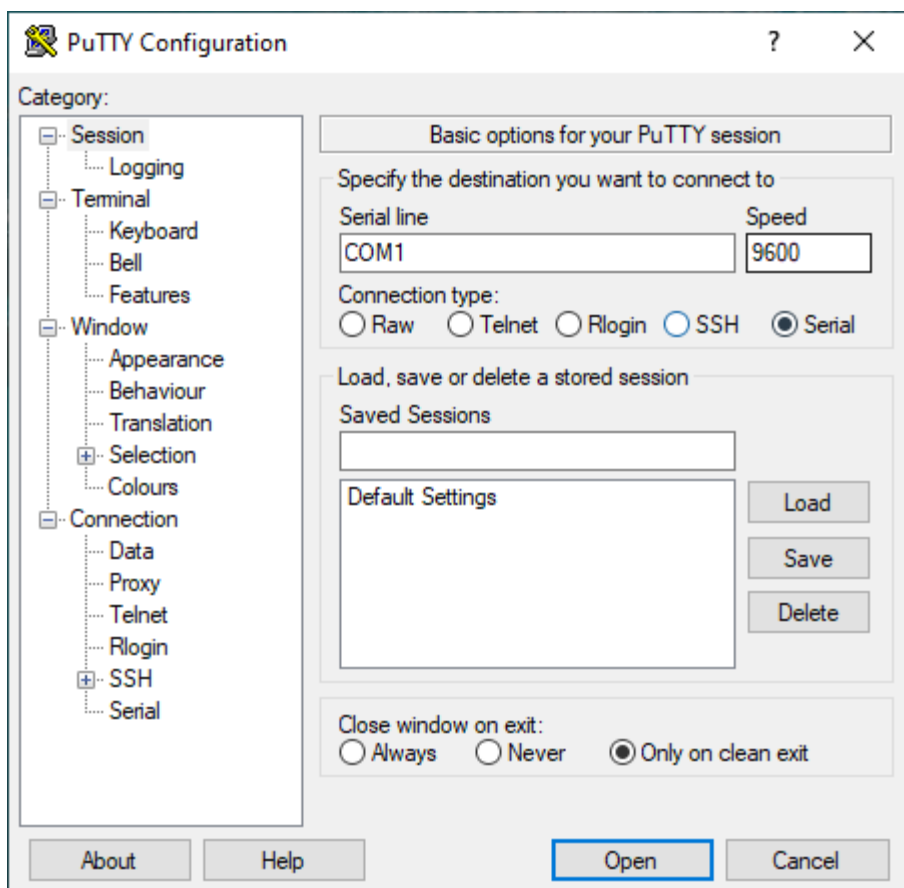 PuTTY Configuration
?
Category:
Session
Logging
Terminal
Keyboard
Bell
Features
Window
Appearance
Behaviour
Translation
Selection
Colours
Connection
Data
Proxy
Telnet
Rlogin
SSH
Serial
Basic options for your PuTTY session
Specify the destination you want to connect to
Serial line Speed
COM1 9600
Connection type:
Raw Telnet Rlogin SSH Serial
Load, save or delete a stored session
Saved Sessions
Default Settings
Load
Save
Delete
Close window on exit:
Always Never Only on clean exit
About Help Open Cancel